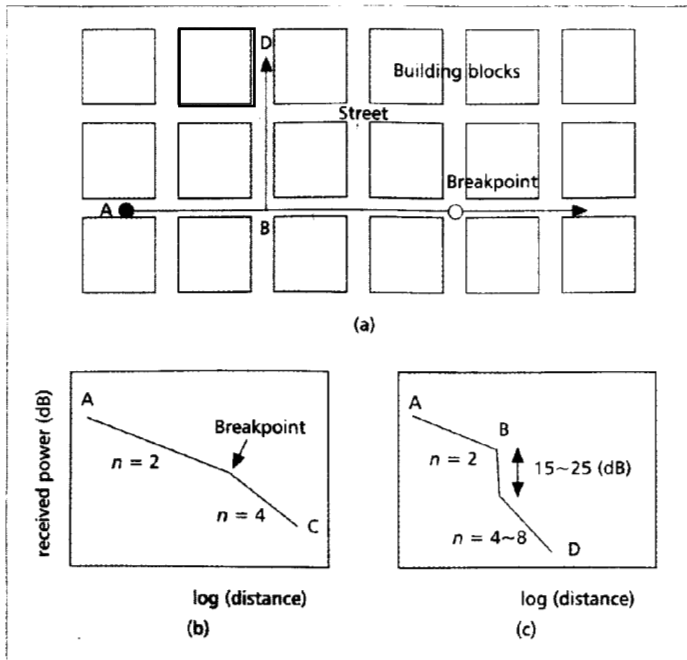 D
Building blocks
Street
Breakpoint
A
B
(a)
received power (dB)
A
Breakpoint
n = 2
n = 4
C
log (distance)
(b)
A
B
n = 2
15~25 (dB)
n = 4~8
D
log (distance)
(c)